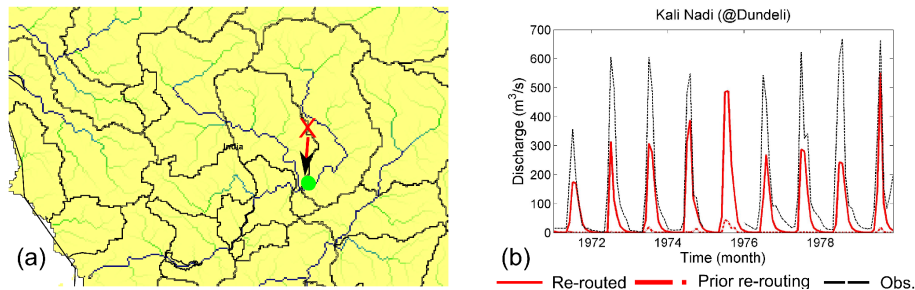 India
(a)
Kali Nadi (@Dundeli)
Discharge (m³/s)
700
600
500
400
300
200
100
0
1972 1974 1976 1978
Time (month)
(b)
Re-routed Prior re-routing Obs.